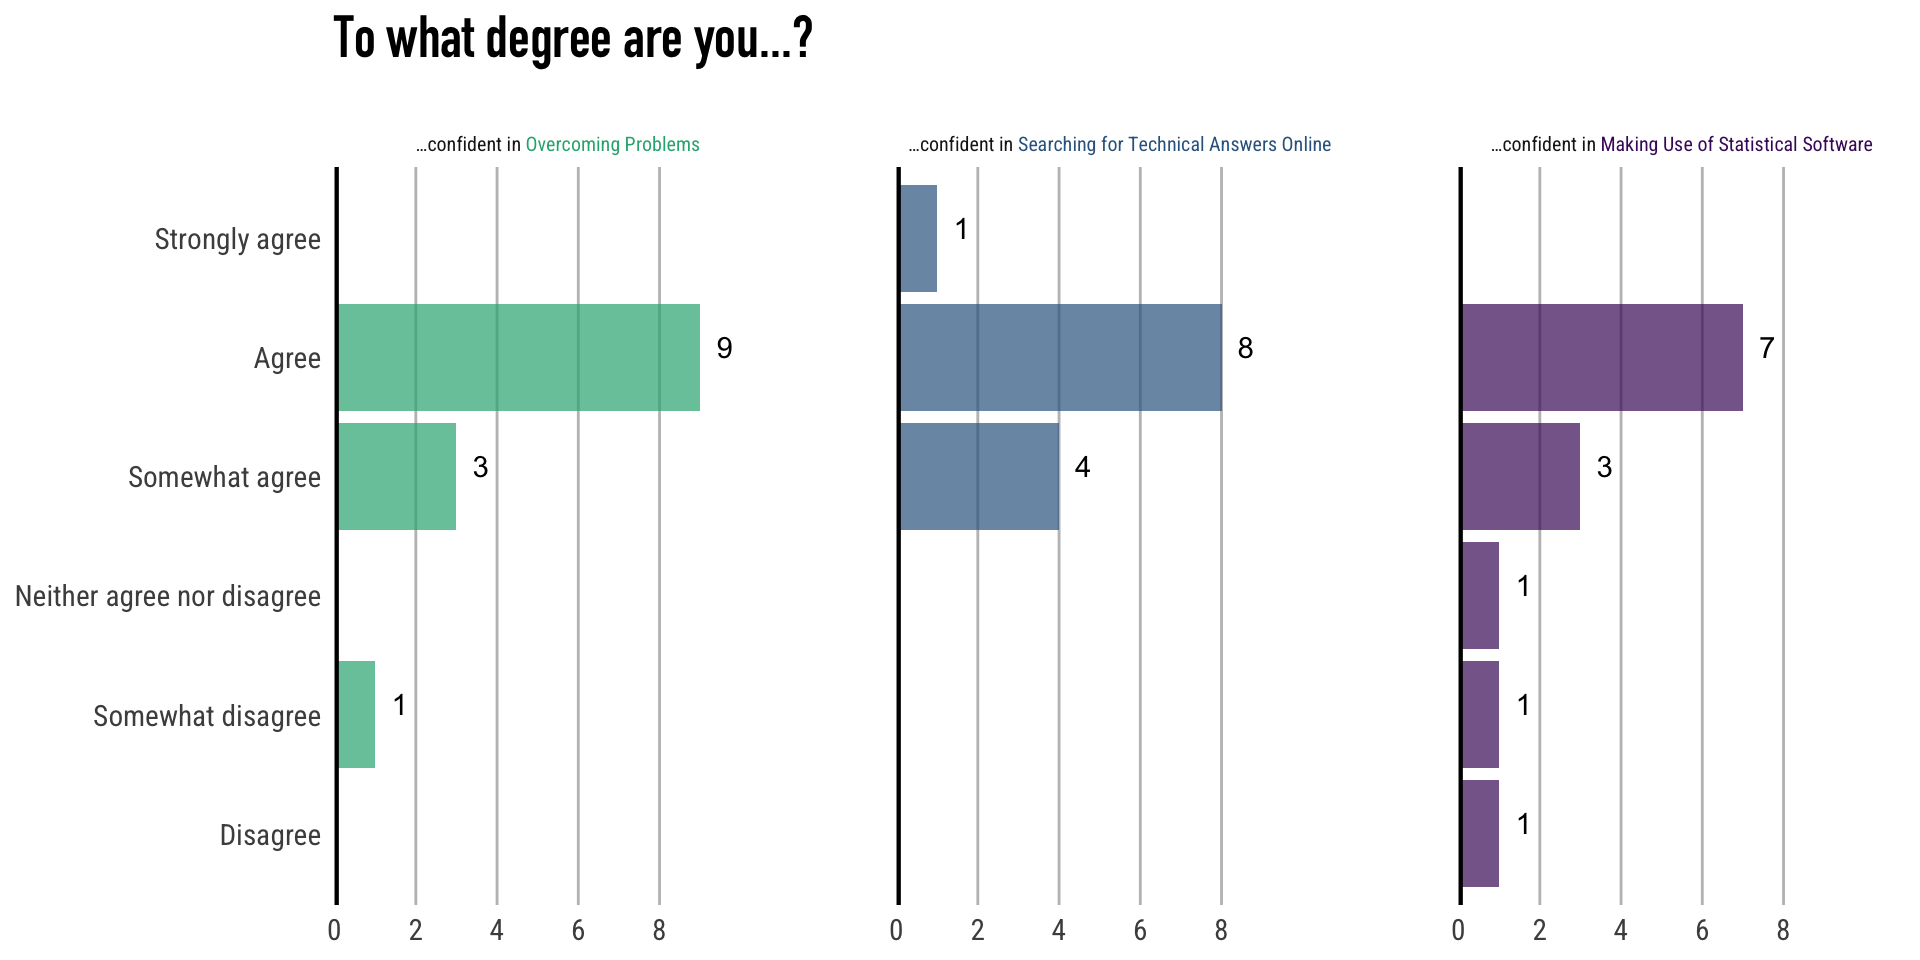 To what degree are you...?
...confident in Overcoming Problems
...confident in Searching for Technical Answers Online
...confident in Making Use of Statistical Software
Strongly agree
1
Agree
9
8
7
Somewhat agree
3
4
3
Neither agree nor disagree
1
Somewhat disagree
1
1
Disagree
1
0 2 4 6 8
0 2 4 6 8
0 2 4 6 8